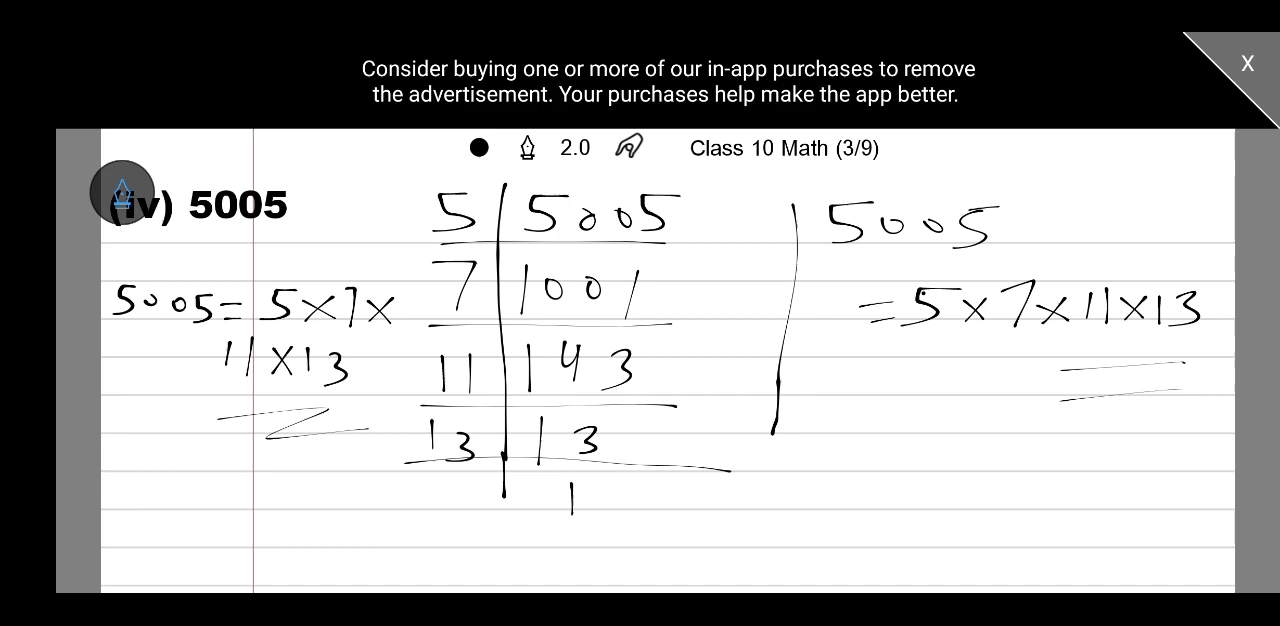 Consider buying one or more of our in-app purchases to remove
the advertisement. Your purchases help make the app better.
X
2.0 Class 10 Math (3/9)
(iv) 5005
5005 = 5×7×
11×13
5 | 5005
7 | 1001
11 | 143
13 | 13
1
5005
= 5×7×11×13